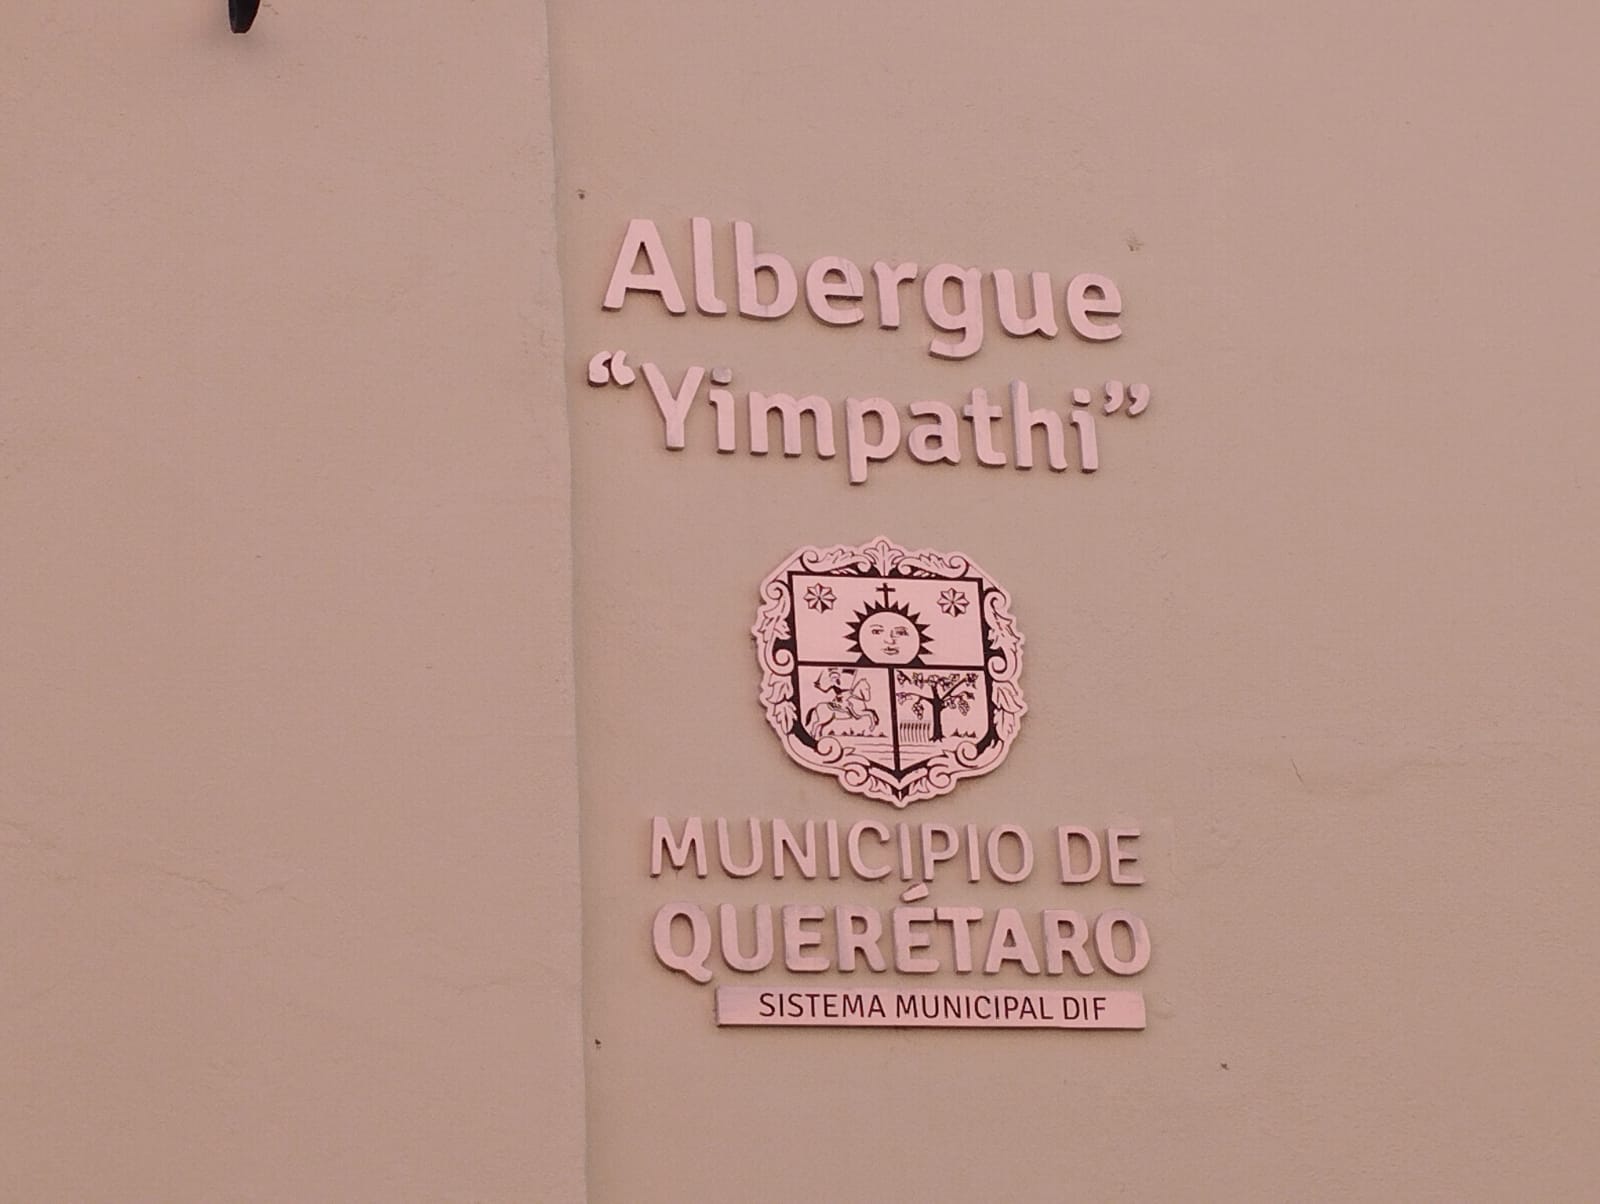 Albergue
“Yimpathi”
MUNICIPIO DE
QUERÉTARO
SISTEMA MUNICIPAL DIF